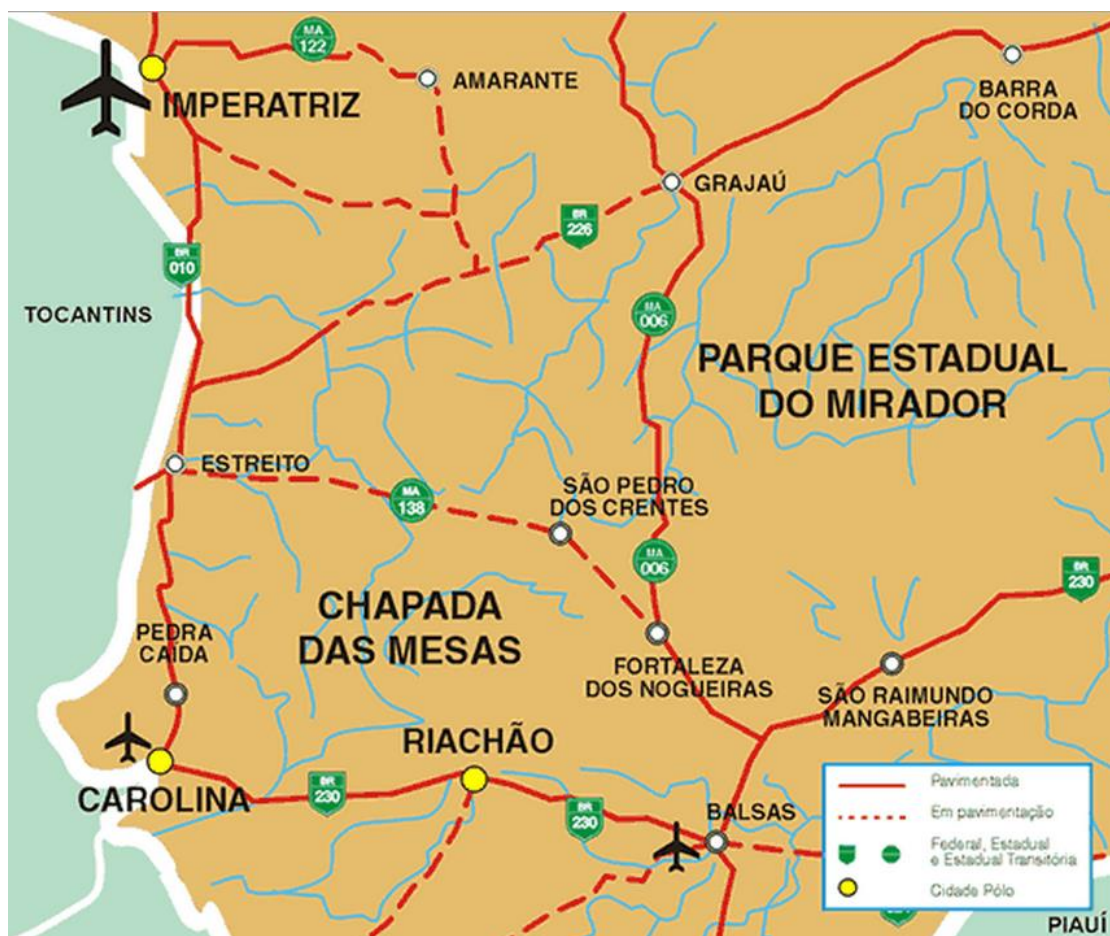 MA
122
AMARANTE
IMPERATRIZ
BARRA
DO CORDA
GRAJAÚ
BR
226
BR
010
TOCANTINS
MA
006
PARQUE ESTADUAL
DO MIRADOR
ESTREITO
SÃO PEDRO
DOS CRENTES
MA
138
MA
006
BR
230
CHAPADA
DAS MESAS
PEDRA
CAÍDA
FORTALEZA
DOS NOGUEIRAS
SÃO RAIMUNDO
MANGABEIRAS
RIACHÃO
CAROLINA
BR
230
BR
230
BALSAS
Pavimentada
Em pavimentação
Federal, Estadual
e Estadual Transitória
Cidade Pólo
PIAUÍ